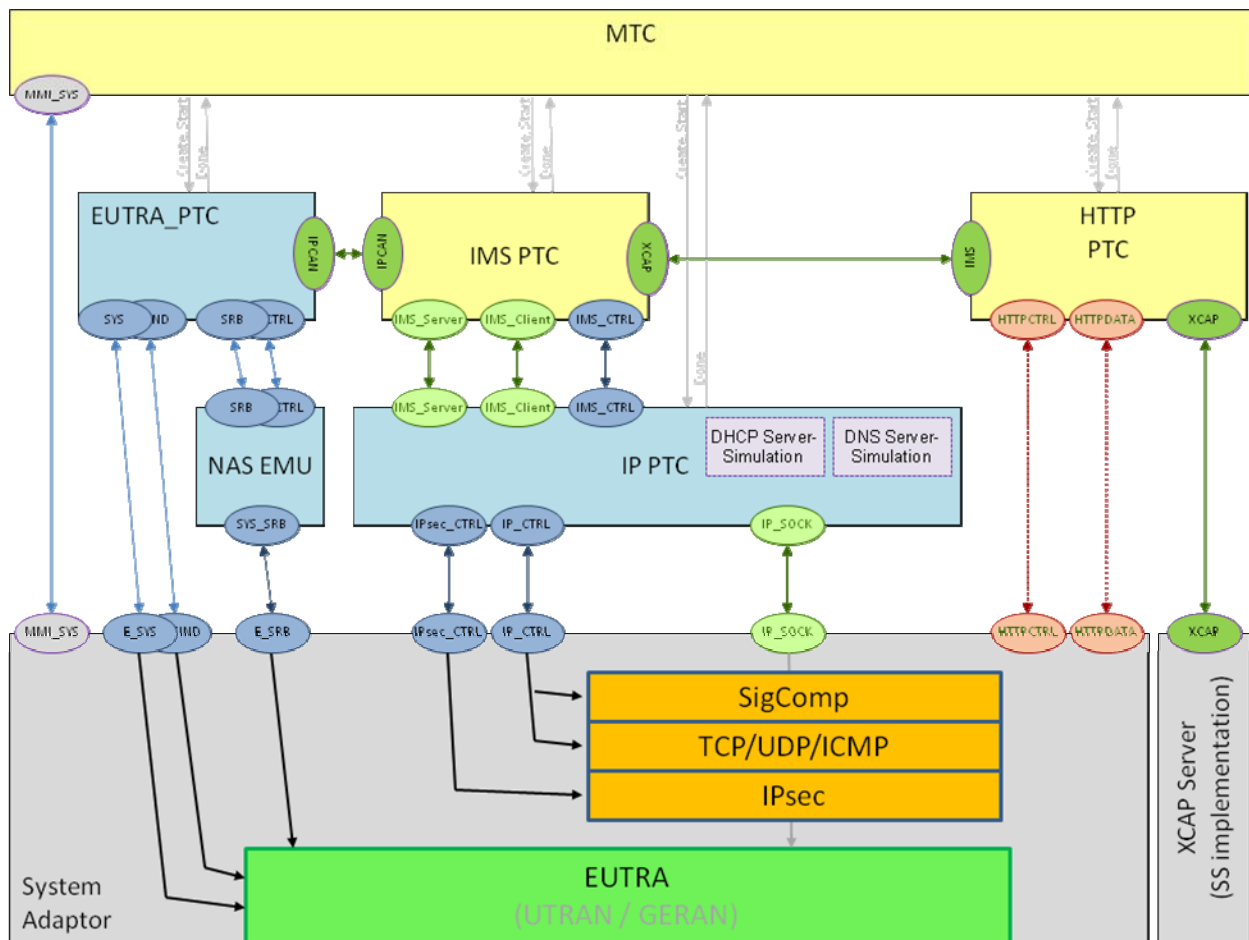 MTC
MMI_SYS
Create, Start
Done
Create, Start
Done
Create, Start
Done
Create, Start
Done
EUTRA_PTC
IPCAN
IPCAN
IMS PTC
XCAP
IMS
HTTP
PTC
SYS
IND
SRB
CTRL
IMS_Server
IMS_Client
IMS_CTRL
HTTPCTRL
HTTPDATA
XCAP
SRB
CTRL
IMS_Server
IMS_Client
IMS_CTRL
NAS EMU
IP PTC
DHCP Server-
Simulation
DNS Server-
Simulation
SYS_SRB
IPsec_CTRL
IP_CTRL
IP_SOCK
MMI_SYS
E_SYS
IND
E_SRB
IPsec_CTRL
IP_CTRL
IP_SOCK
HTTPCTRL
HTTPDATA
XCAP
SigComp
TCP/UDP/ICMP
IPsec
XCAP Server
(SS implementation)
EUTRA
(UTRAN / GERAN)
System
Adaptor